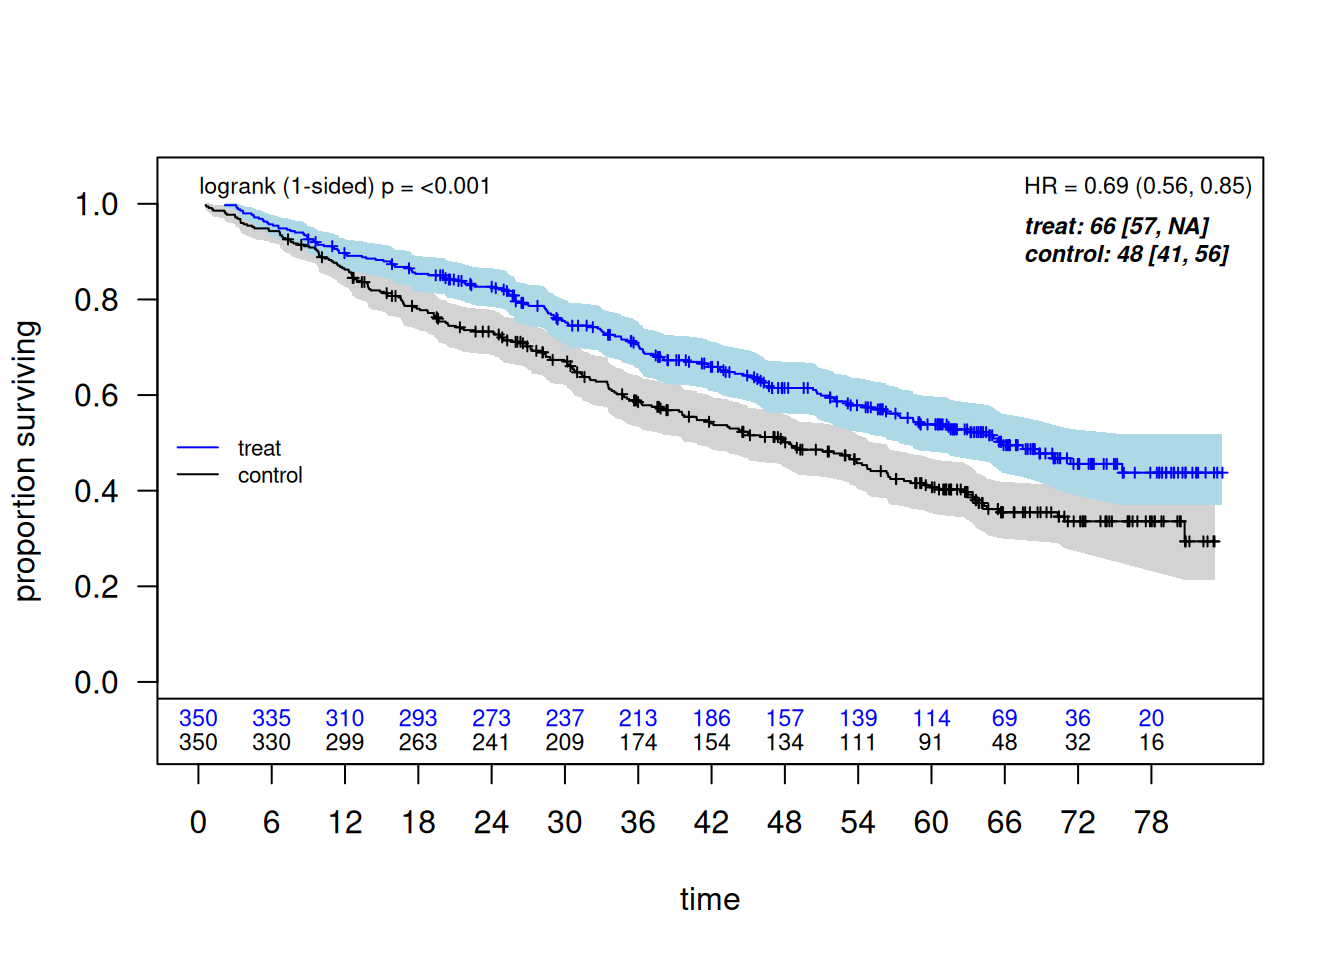 logrank (1-sided) p = <0.001
HR = 0.69 (0.56, 0.85)
treat: 66 [57, NA]
control: 48 [41, 56]
1.0
0.8
0.6
0.4
0.2
0.0
proportion surviving
treat
control
350 335 310 293 273 237 213 186 157 139 114 69 36 20
350 330 299 263 241 209 174 154 134 111 91 48 32 16
0 6 12 18 24 30 36 42 48 54 60 66 72 78
time